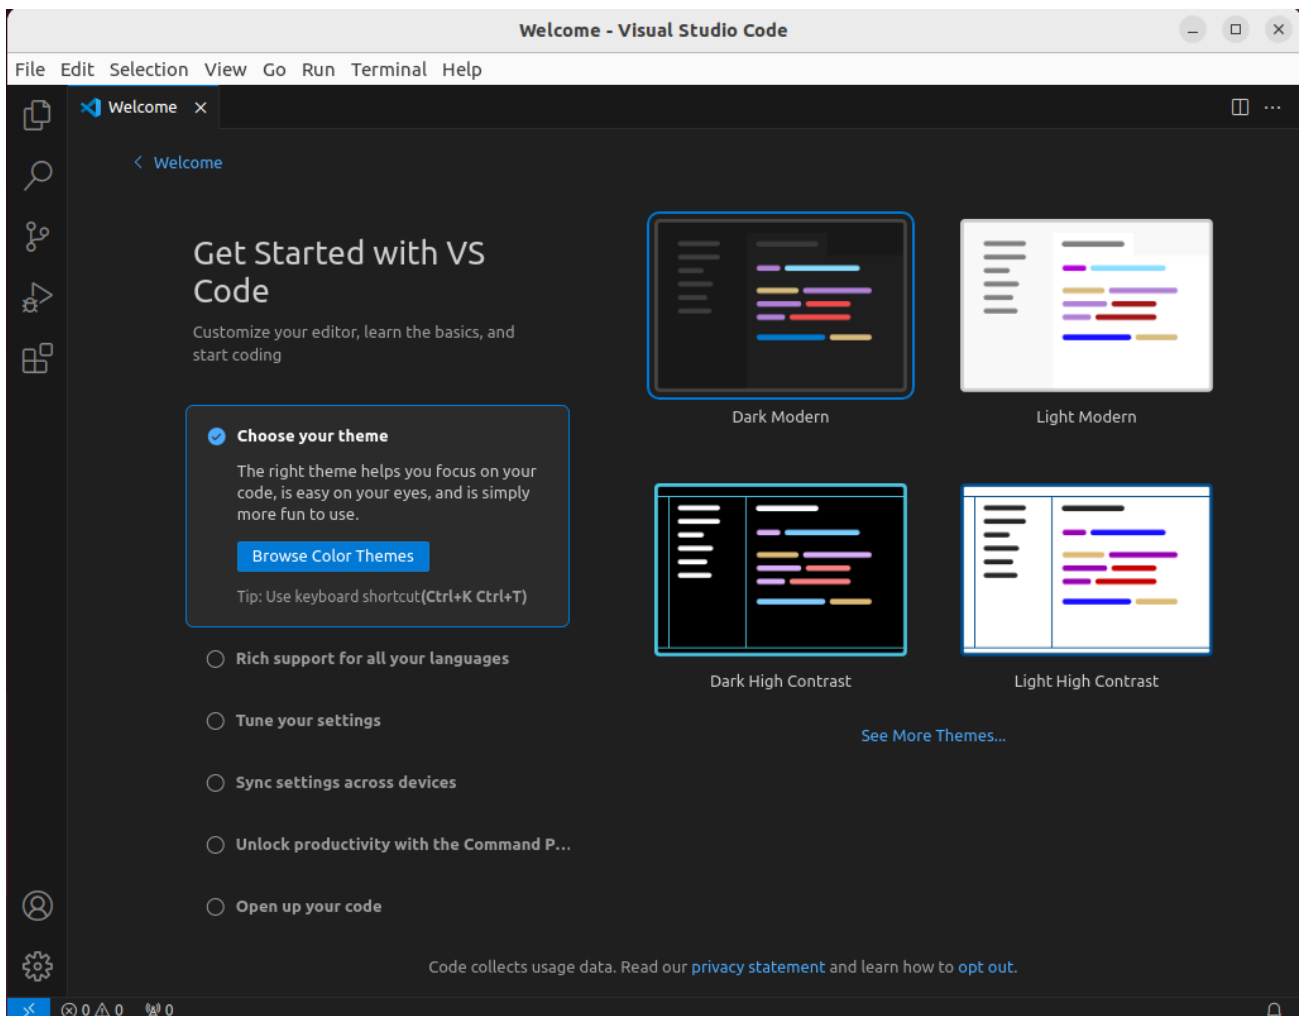 Welcome - Visual Studio Code
File Edit Selection View Go Run Terminal Help
Welcome
Welcome
Get Started with VS
Code
Customize your editor, learn the basics, and
start coding
Choose your theme
The right theme helps you focus on your
code, is easy on your eyes, and is simply
more fun to use.
Browse Color Themes
Tip: Use keyboard shortcut(Ctrl+K Ctrl+T)
Rich support for all your languages
Tune your settings
Sync settings across devices
Unlock productivity with the Command P...
Open up your code
Dark Modern
Light Modern
Dark High Contrast
Light High Contrast
See More Themes...
Code collects usage data. Read our privacy statement and learn how to opt out.
0 0 0